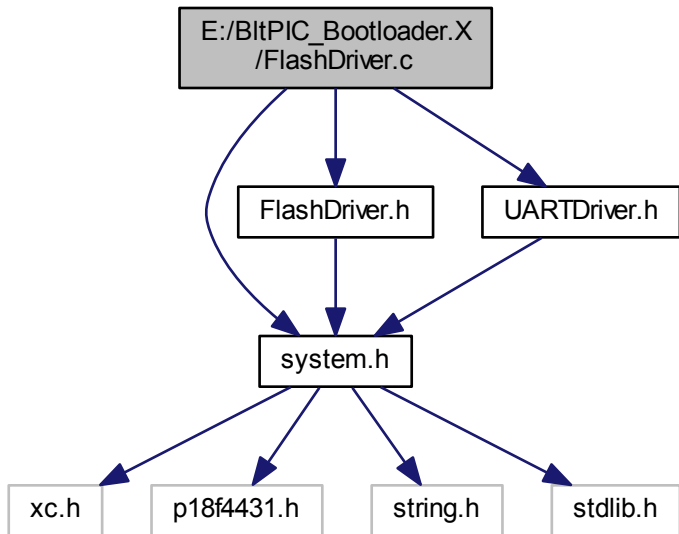 E:/BltPIC_Bootloader.X
/FlashDriver.c
FlashDriver.h
UARTDriver.h
system.h
xc.h
p18f4431.h
string.h
stdlib.h